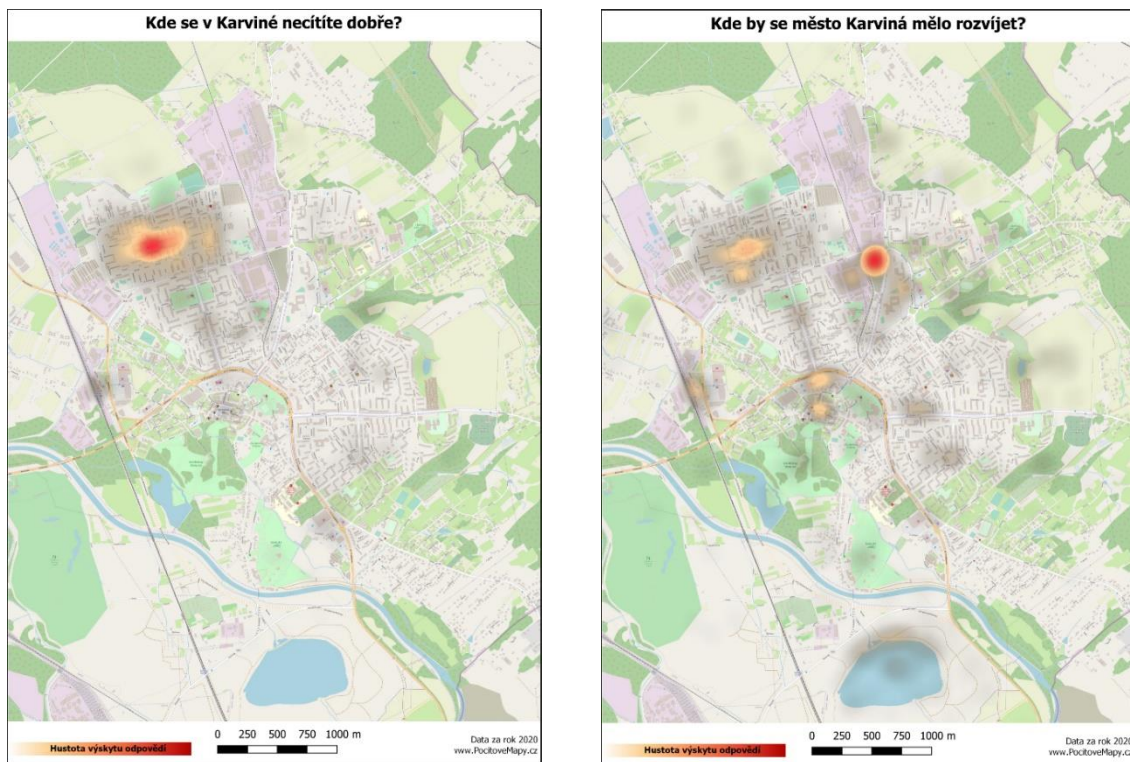 Kde se v Karviné necítíte dobře?
Hustota výskytu odpovědí
0 250 500 750 1000 m
Data za rok 2020
www.PocitoveMapy.cz
Kde by se město Karviná mělo rozvíjet?
Hustota výskytu odpovědí
0 250 500 750 1000 m
Data za rok 2020
www.PocitoveMapy.cz